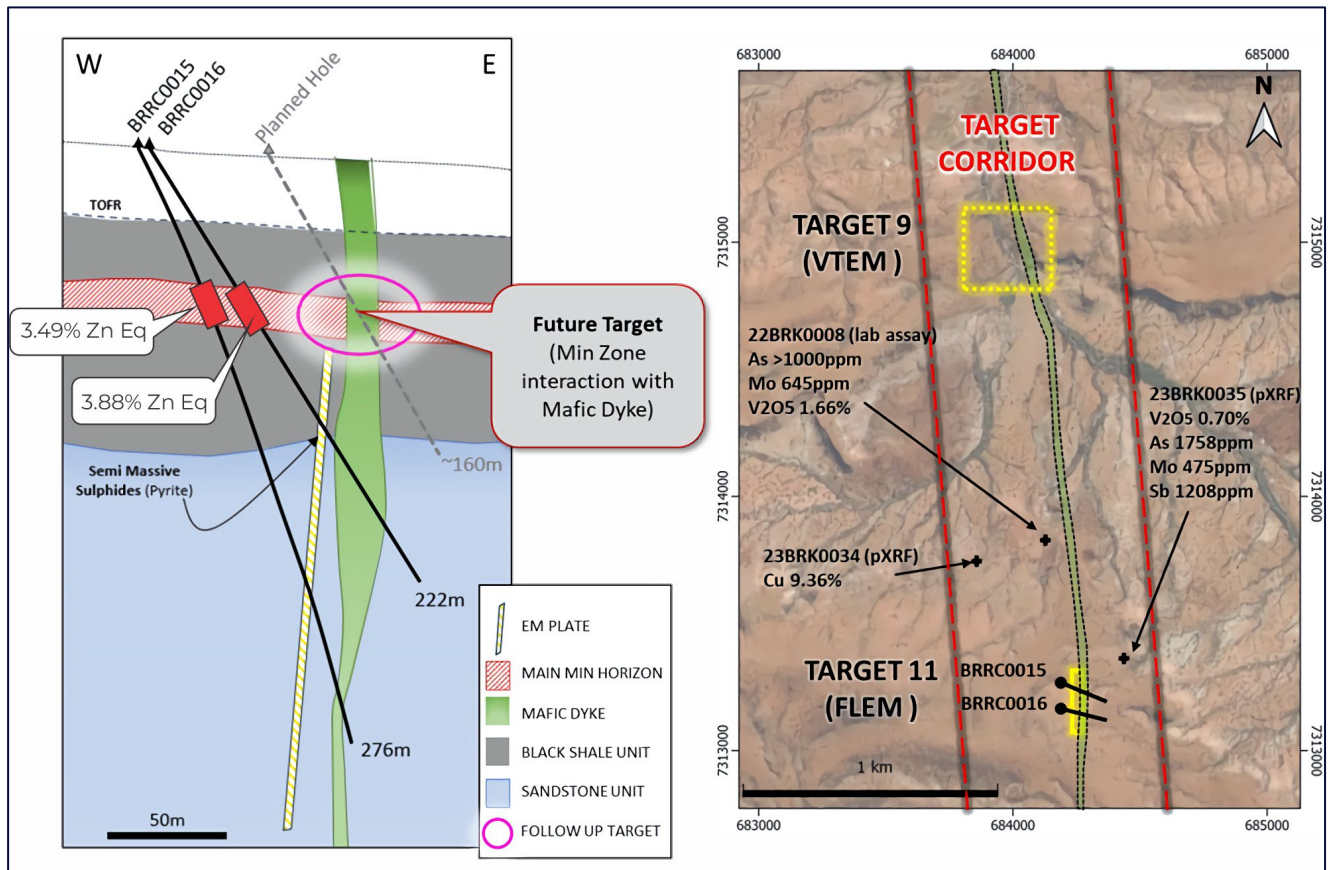 W
E
BRRC0015
BRRC0016
Planned Hole
TOFR
3.49% Zn Eq
3.88% Zn Eq
Future Target
(Min Zone
interaction with
Mafic Dyke)
~160m
Semi Massive
Sulphides (Pyrite)
222m
276m
50m
EM PLATE
MAIN MIN HORIZON
MAFIC DYKE
BLACK SHALE UNIT
SANDSTONE UNIT
FOLLOW UP TARGET
683000
684000
685000
N
TARGET
CORRIDOR
TARGET 9
(VTEM )
7315000
7315000
22BRK0008 (lab assay)
As >1000ppm
Mo 645ppm
V2O5 1.66%
23BRK0035 (pXRF)
V2O5 0.70%
As 1758ppm
Mo 475ppm
Sb 1208ppm
7314000
7314000
23BRK0034 (pXRF)
Cu 9.36%
TARGET 11
(FLEM )
BRRC0015
BRRC0016
7313000
7313000
1 km
683000
684000
685000